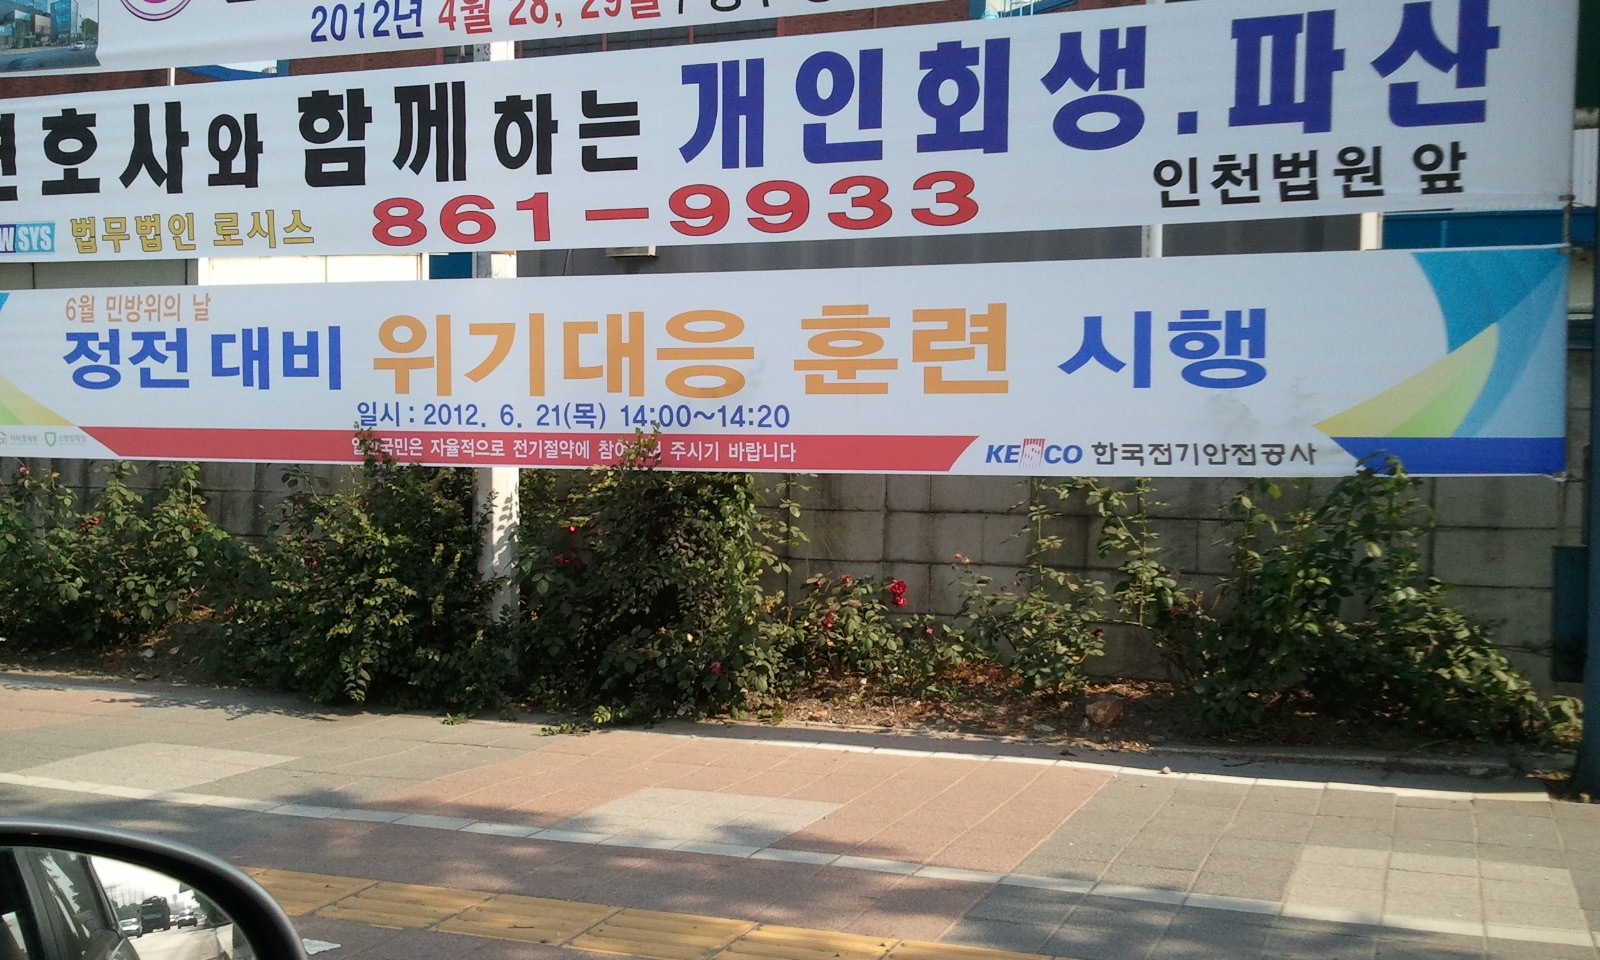 2012년 4월 28, 29일
변호사와 함께하는 개인회생.파산
SYS 법무법인 로시스 861-9933 인천법원 앞
6월 민방위의 날
정전대비 위기대응 훈련 시행
일시 : 2012. 6. 21(목) 14:00~14:20
국민은 자율적으로 전기절약에 주시기 바랍니다
KESCO 한국전기안전공사